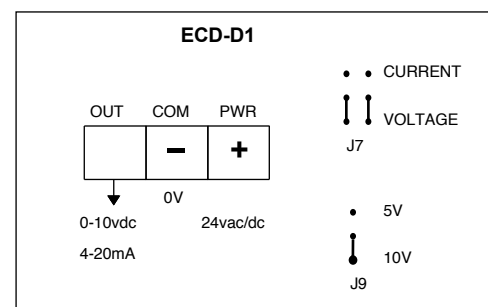 ECD-D1
OUT COM PWR
− +
0V
0-10vdc 24vac/dc
4-20mA
CURRENT
VOLTAGE
J7
5V
10V
J9